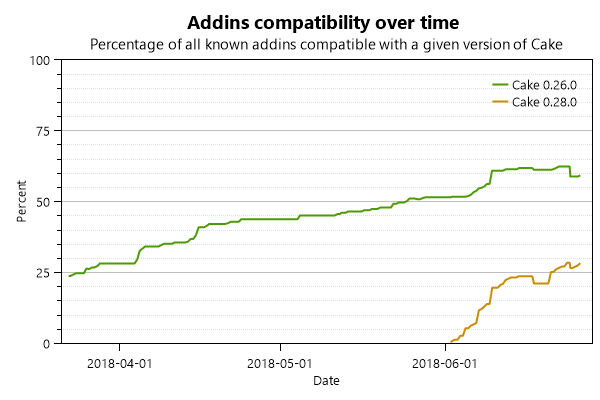 Addins compatibility over time
Percentage of all known addins compatible with a given version of Cake
100
75
50
25
0
Percent
Cake 0.26.0
Cake 0.28.0
2018-04-01
2018-05-01
2018-06-01
Date